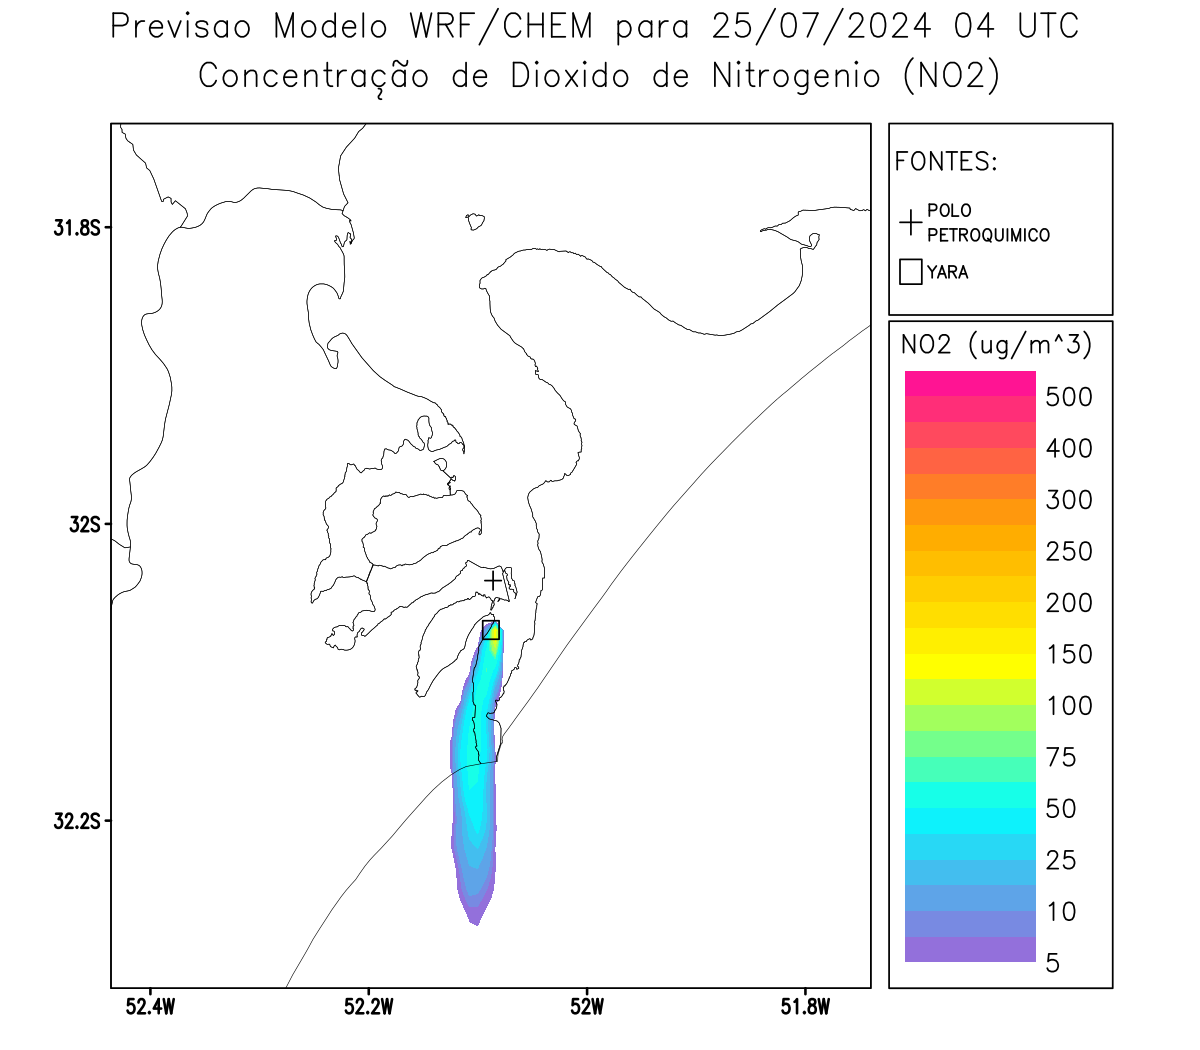 Previsao Modelo WRF/CHEM para 25/07/2024 04 UTC
Concentração de Dioxido de Nitrogenio (NO2)
FONTES:
POLO
PETROQUIMICO
YARA
NO2 (ug/m^3)
500
400
300
250
200
150
100
75
50
25
10
5
31.8S
32S
32.2S
52.4W
52.2W
52W
51.8W